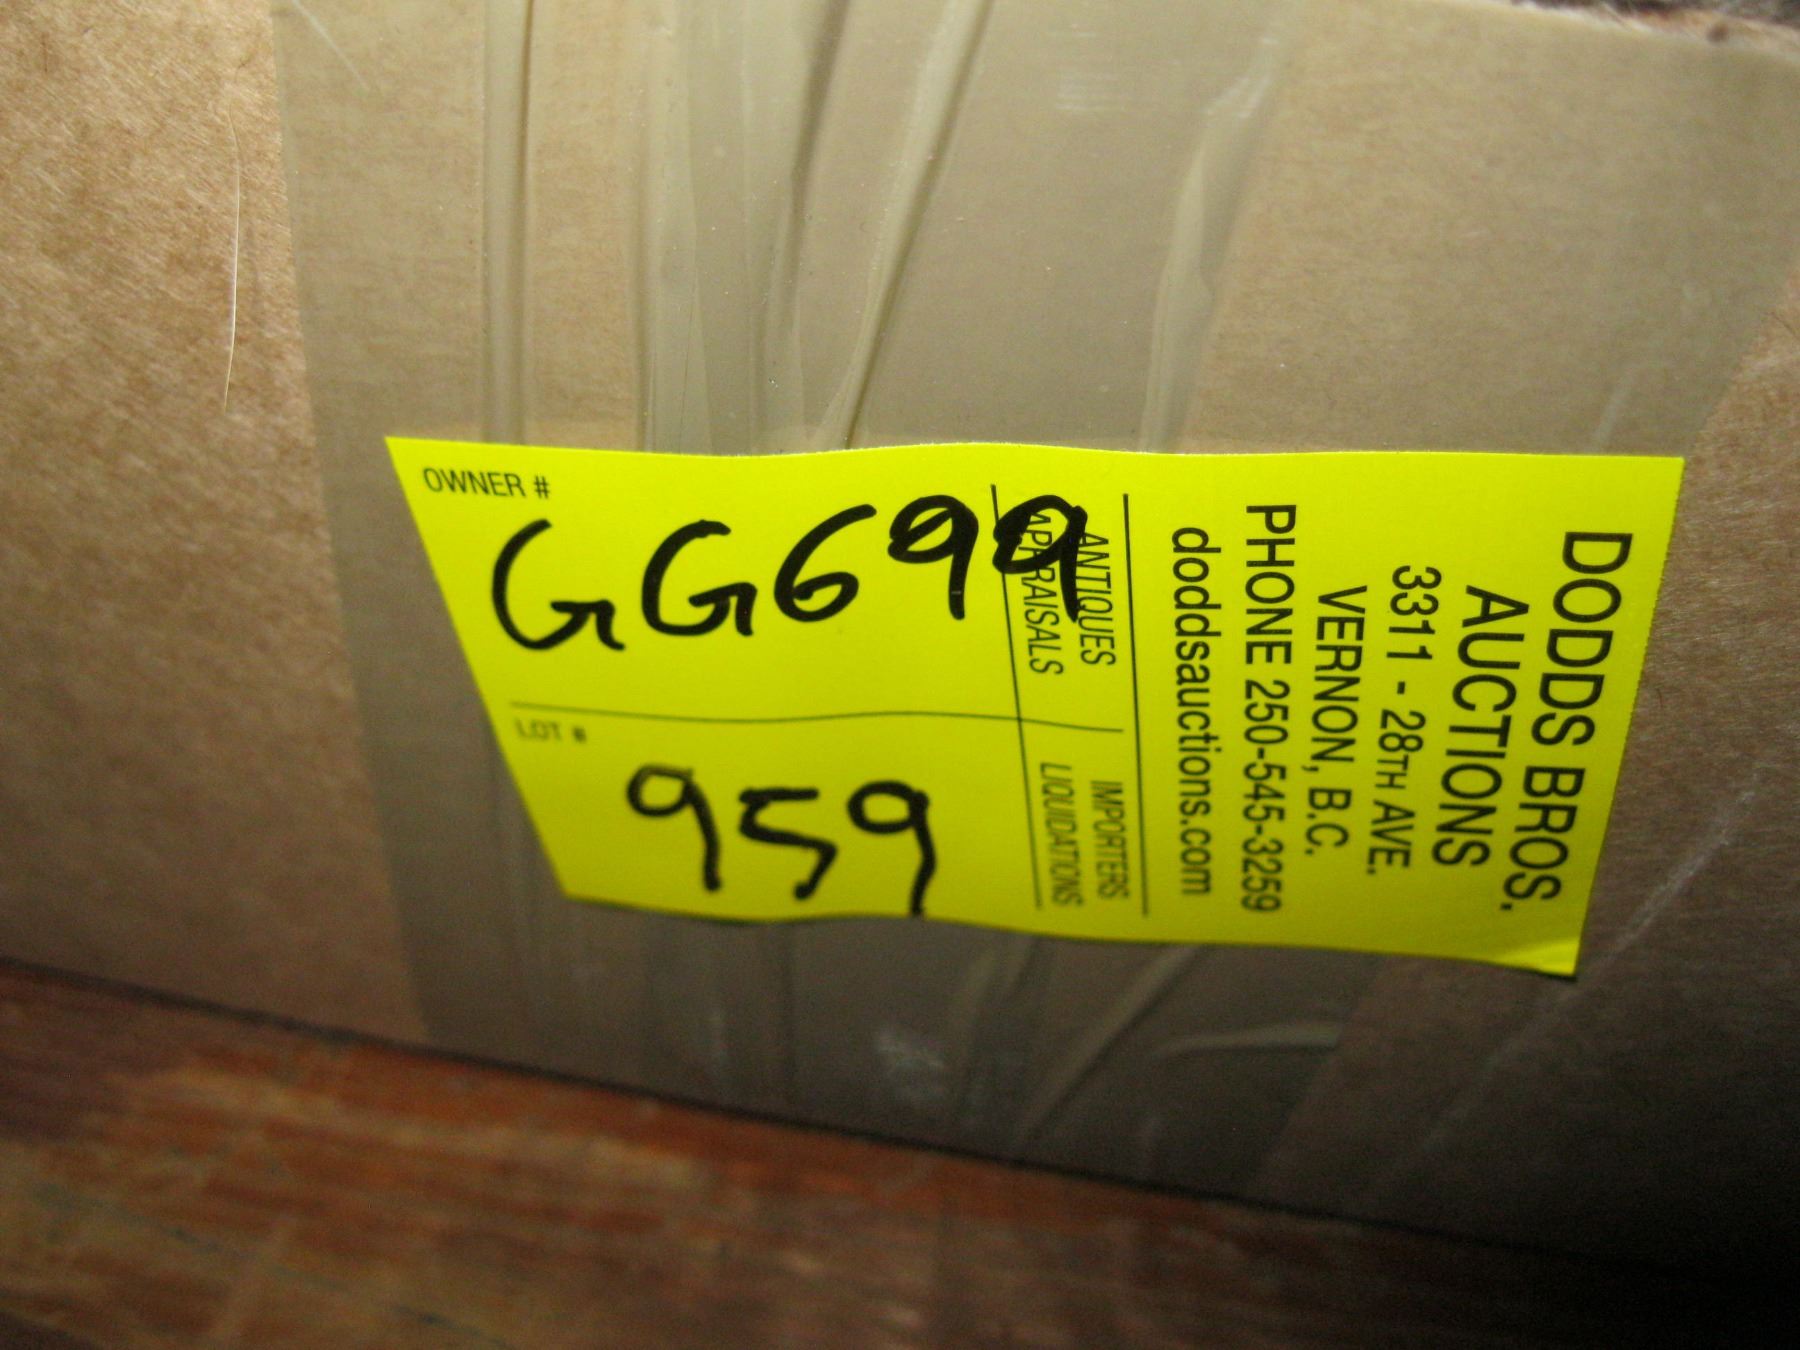 DODDS BROS.
AUCTIONS
3311 - 28TH AVE.
VERNON, B.C.
PHONE 250-545-3259
doddsauctions.com
ANTIQUES
APPRAISALS
IMPORTERS
LIQUIDATIONS
OWNER #
GG699
LOT #
959